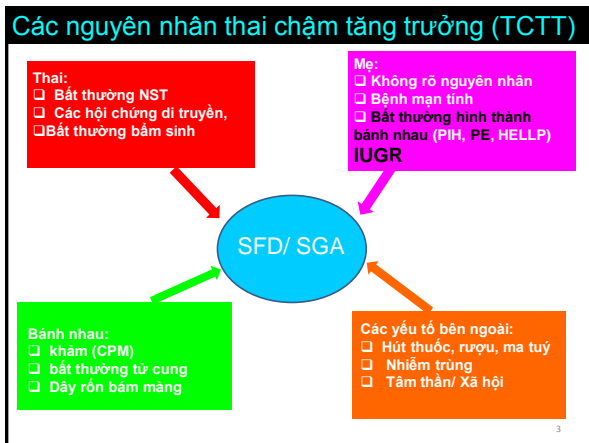 Các nguyên nhân thai chậm tăng trưởng (TCTT)
Thai:
❑ Bất thường NST
❑ Các hội chứng di truyền,
❑Bất thường bẩm sinh
Mẹ:
❑ Không rõ nguyên nhân
❑ Bệnh mạn tính
❑ Bất thường hình thành
bánh nhau (PIH, PE, HELLP)
IUGR
SFD/ SGA
Bánh nhau:
❑ khảm (CPM)
❑ bất thường tử cung
❑ Dây rốn bám màng
Các yếu tố bên ngoài:
❑ Hút thuốc, rượu, ma tuý
❑ Nhiễm trùng
❑ Tâm thần/ Xã hội
3